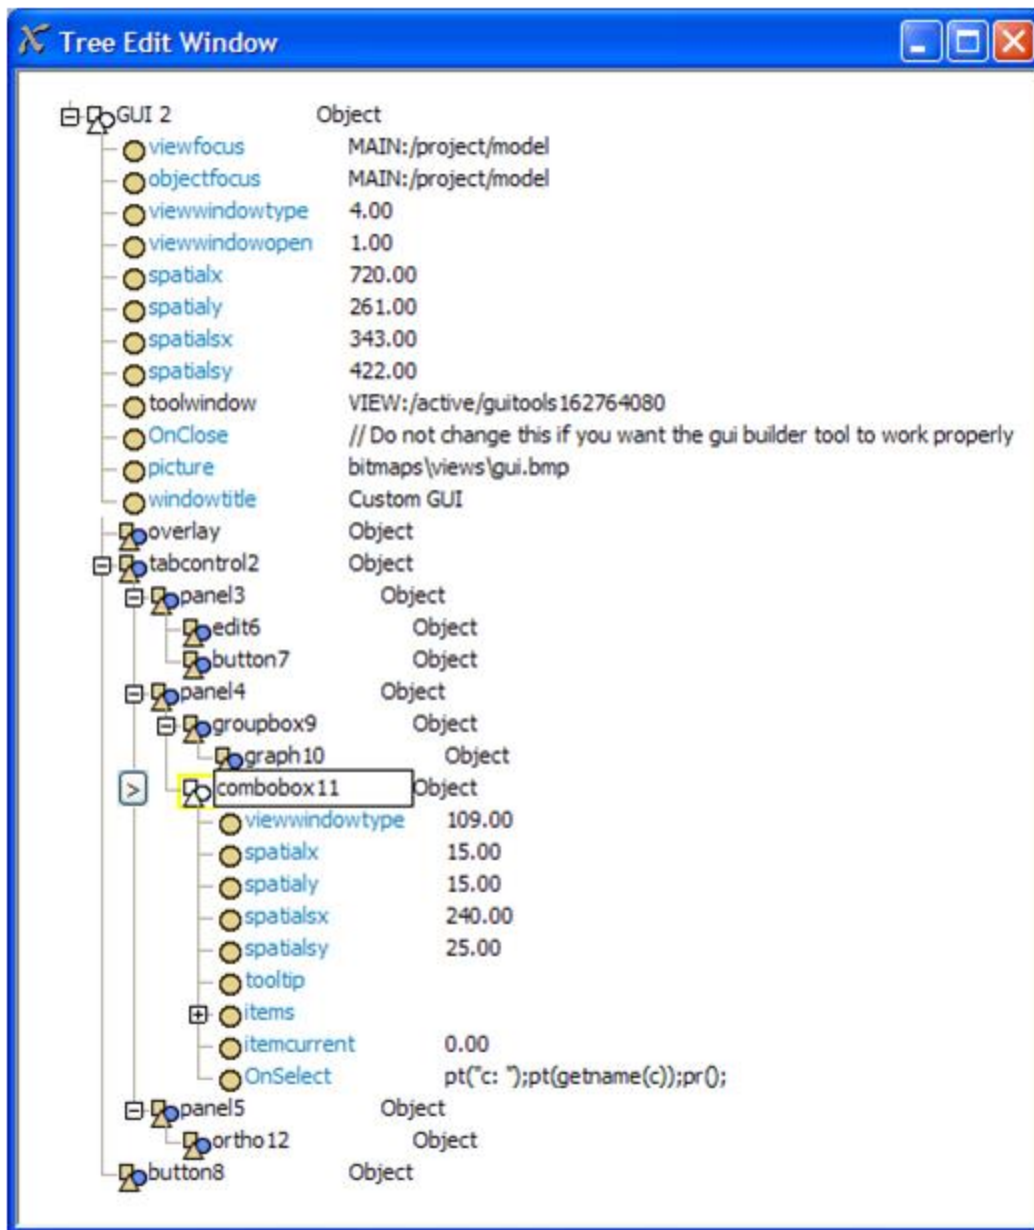 Tree Edit Window
GUI 2 Object
viewfocus MAIN:/project/model
objectfocus MAIN:/project/model
viewwindowtype 4.00
viewwindowopen 1.00
spatialx 720.00
spatialy 261.00
spatialsx 343.00
spatialsy 422.00
toolwindow VIEW:/active/guitools162764080
OnClose // Do not change this if you want the gui builder tool to work properly
picture bitmaps\views\gui.bmp
windowtitle Custom GUI
overlay Object
tabcontrol2 Object
panel3 Object
edit6 Object
button7 Object
panel4 Object
groupbox9 Object
graph10 Object
> combobox11 Object
viewwindowtype 109.00
spatialx 15.00
spatialy 15.00
spatialsx 240.00
spatialsy 25.00
tooltip
items
itemcurrent 0.00
OnSelect pt("c: ");pt(getname(c));pr();
panel5 Object
ortho12 Object
button8 Object